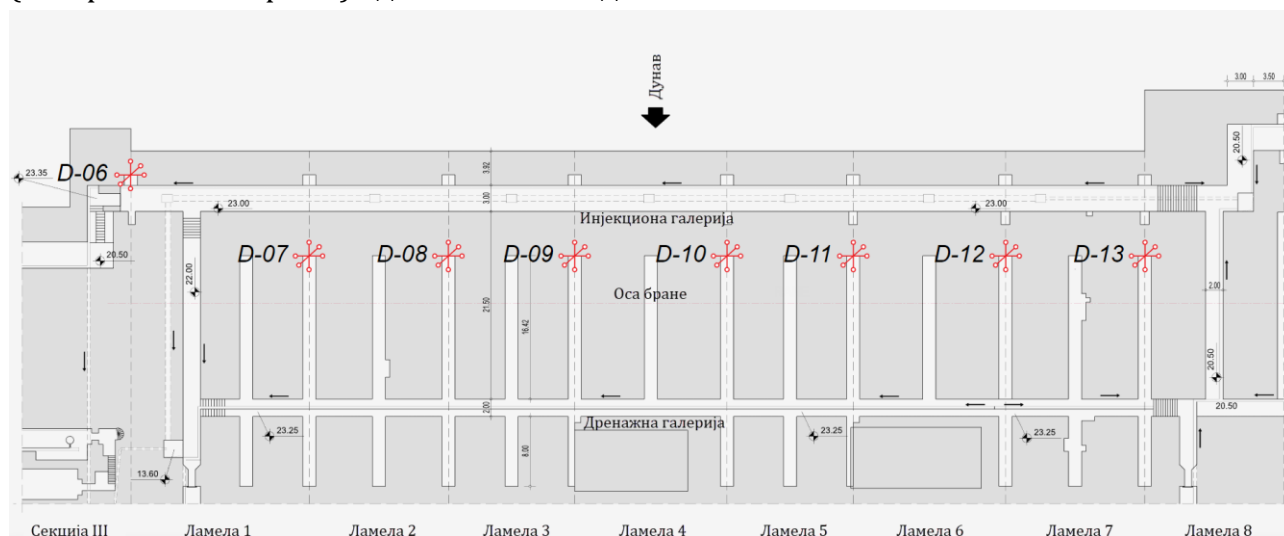 Дунав
3.00
3.50
20.50
D-06
23.35
3.92
3.00
23.00
23.00
Инјекциона галерија
20.50
D-07
D-08
D-09
D-10
D-11
D-12
D-13
22.00
21.50
16.42
Оса бране
2.00
20.50
2.00
20.50
Дренажна галерија
23.25
23.25
23.25
8.00
13.60
Секција III
Ламела 1
Ламела 2
Ламела 3
Ламела 4
Ламела 5
Ламела 6
Ламела 7
Ламела 8